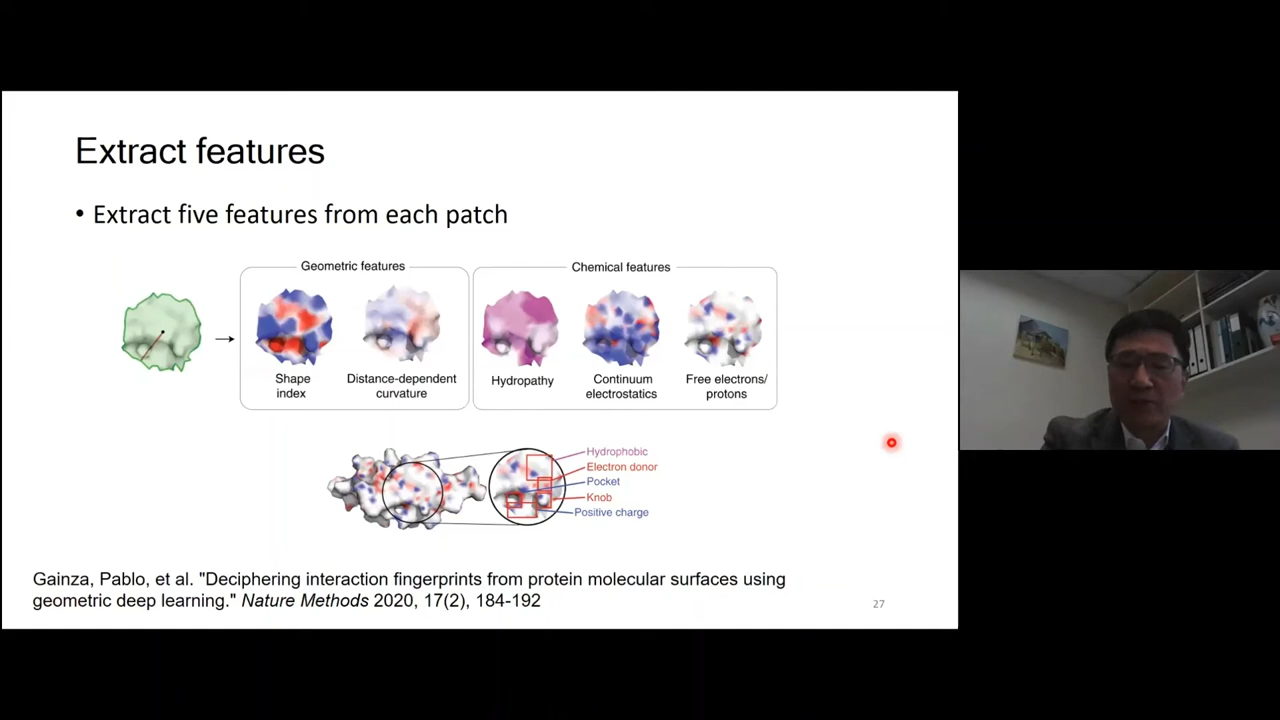 Extract features
• Extract five features from each patch
Geometric features
Chemical features
Shape
index
Distance-dependent
curvature
Hydropathy
Continuum
electrostatics
Free electrons/
protons
Hydrophobic
Electron donor
Pocket
Knob
Positive charge
Gainza, Pablo, et al. "Deciphering interaction fingerprints from protein molecular surfaces using
geometric deep learning." Nature Methods 2020, 17(2), 184-192
27